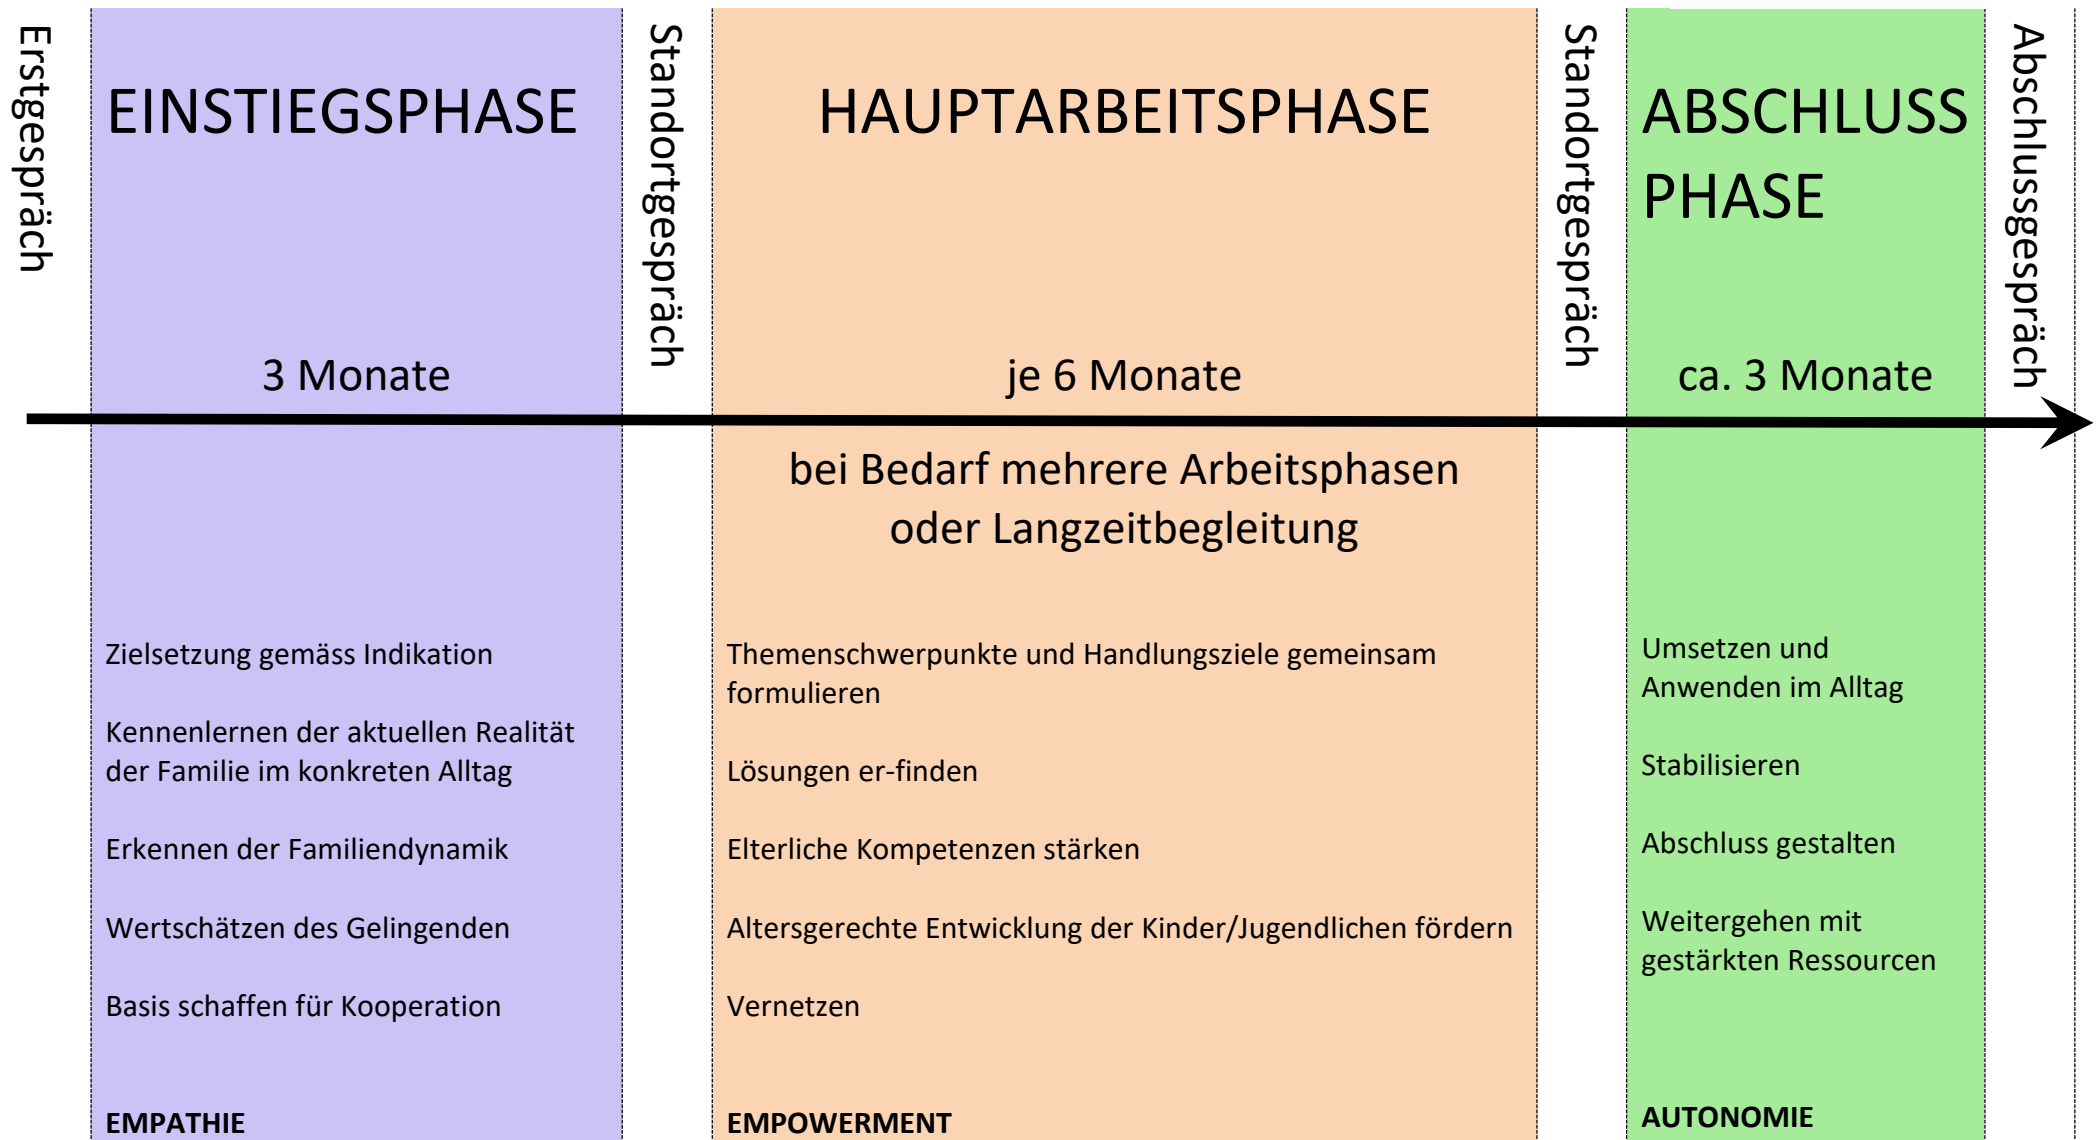 Erstgespräch
EINSTIEGSPHASE
3 Monate
Zielsetzung gemäss Indikation
Kennenlernen der aktuellen Realität
der Familie im konkreten Alltag
Erkennen der Familiendynamik
Wertschätzen des Gelingenden
Basis schaffen für Kooperation
EMPATHIE
Standortgespräch
HAUPTARBEITSPHASE
je 6 Monate
bei Bedarf mehrere Arbeitsphasen
oder Langzeitbegleitung
Themenschwerpunkte und Handlungsziele gemeinsam
formulieren
Lösungen er-finden
Elterliche Kompetenzen stärken
Altersgerechte Entwicklung der Kinder/Jugendlichen fördern
Vernetzen
EMPOWERMENT
Standortgespräch
ABSCHLUSS
PHASE
ca. 3 Monate
Umsetzen und
Anwenden im Alltag
Stabilisieren
Abschluss gestalten
Weitergehen mit
gestärkten Ressourcen
AUTONOMIE
Abschlussgespräch